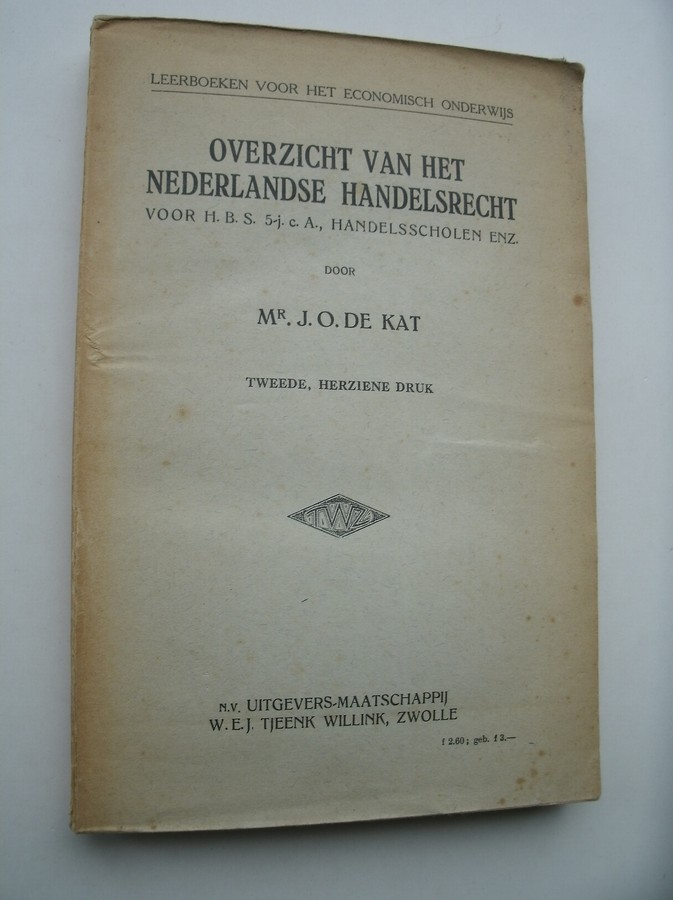 LEERBOEKEN VOOR HET ECONOMISCH ONDERWIJS
OVERZICHT VAN HET
NEDERLANDSE HANDELSRECHT
VOOR H. B. S. 5-j. c. A., HANDELSSCHOLEN ENZ.
DOOR
MR. J. O. DE KAT
TWEEDE, HERZIENE DRUK
TWZ
N.V. UITGEVERS-MAATSCHAPPIJ
W. E. J. TJEENK WILLINK, ZWOLLE
f 2.60; geb. f 3.—